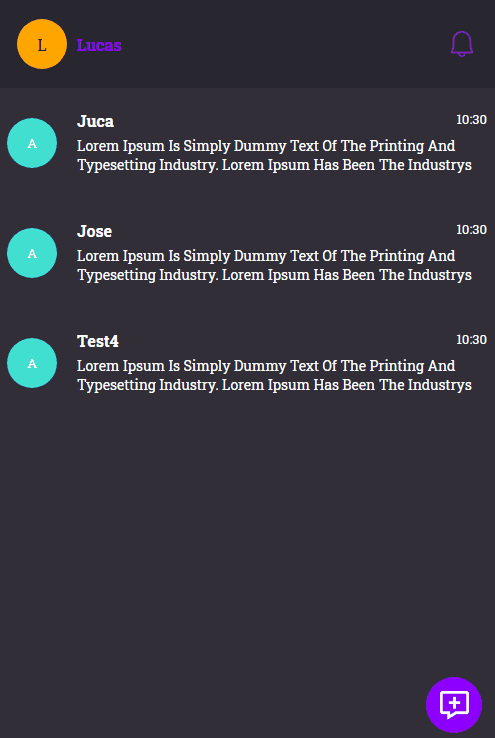 L
Lucas
Juca
10:30
Lorem Ipsum Is Simply Dummy Text Of The Printing And
Typesetting Industry. Lorem Ipsum Has Been The Industrys
A
Jose
10:30
Lorem Ipsum Is Simply Dummy Text Of The Printing And
Typesetting Industry. Lorem Ipsum Has Been The Industrys
A
Test4
10:30
Lorem Ipsum Is Simply Dummy Text Of The Printing And
Typesetting Industry. Lorem Ipsum Has Been The Industrys
A